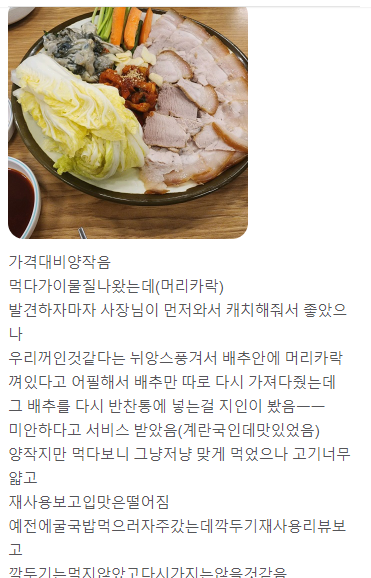 가격대비양작음
먹다가이물질나왔는데(머리카락)
발견하자마자 사장님이 먼저와서 캐치해줘서 좋았으
나
우리꺼인것같다는 뉘앙스풍겨서 배추안에 머리카락
껴있다고 어필해서 배추만 따로 다시 가져다줬는데
그 배추를 다시 반찬통에 넣는걸 지인이 봤음ㅡㅡ
미안하다고 서비스 받았음(계란국인데맛있었음)
양작지만 먹다보니 그냥저냥 맞게 먹었으나 고기너무
얇고
재사용보고입맛은떨어짐
예전에굴국밥먹으러자주갔는데깍두기재사용리뷰보
고
깍두기는먹지않았고다시가지는않을것같음